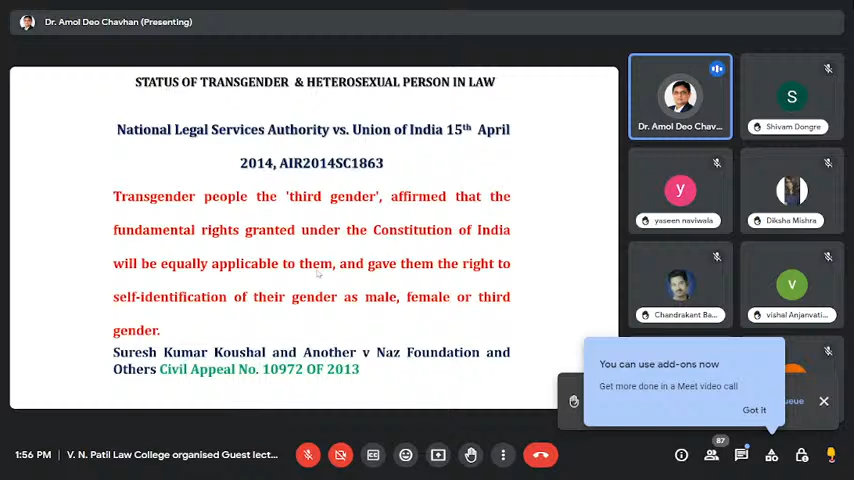 Dr. Amol Deo Chavhan (Presenting)
STATUS OF TRANSGENDER & HETEROSEXUAL PERSON IN LAW
National Legal Services Authority vs. Union of India 15th April
2014, AIR2014SC1863
Transgender people the 'third gender', affirmed that the
fundamental rights granted under the Constitution of India
will be equally applicable to them, and gave them the right to
self-identification of their gender as male, female or third
gender.
Suresh Kumar Koushal and Another v Naz Foundation and
Others Civil Appeal No. 10972 OF 2013
Dr. Amol Deo Chav...
S
Shivam Dongre
y
yaseen naviwala
Diksha Mishra
Chandrakant Ba...
v
vishal Anjanvati...
You can use add-ons now
Get more done in a Meet video call
Got it
ueue
87
1:56 PM | V. N. Patil Law College organised Guest lect...